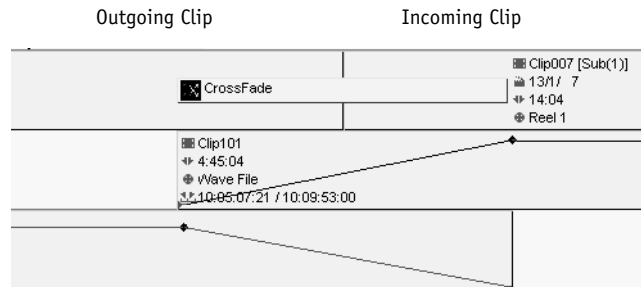 Outgoing Clip Incoming Clip
Clip007 [Sub(1)]
13/1/ 7
CrossFade
14:04
Reel 1
Clip101
4:45:04
Wave File
10:05:07:21 / 10:09:53:00